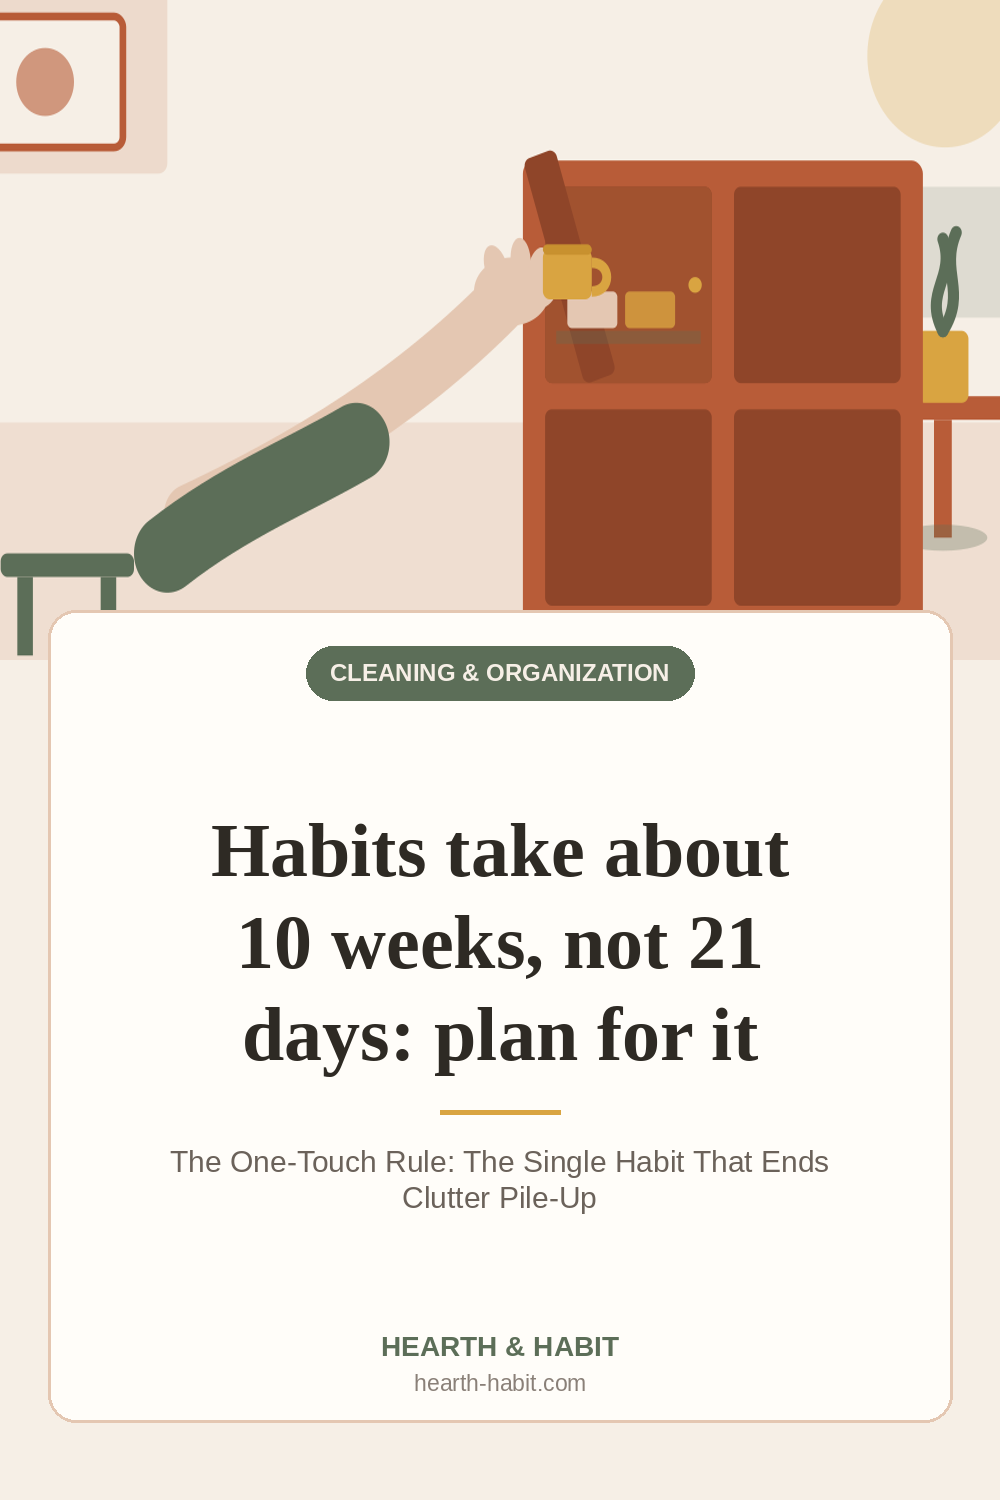 CLEANING & ORGANIZATION
Habits take about
10 weeks, not 21
days: plan for it
The One-Touch Rule: The Single Habit That Ends
Clutter Pile-Up
HEARTH & HABIT
hearth-habit.com